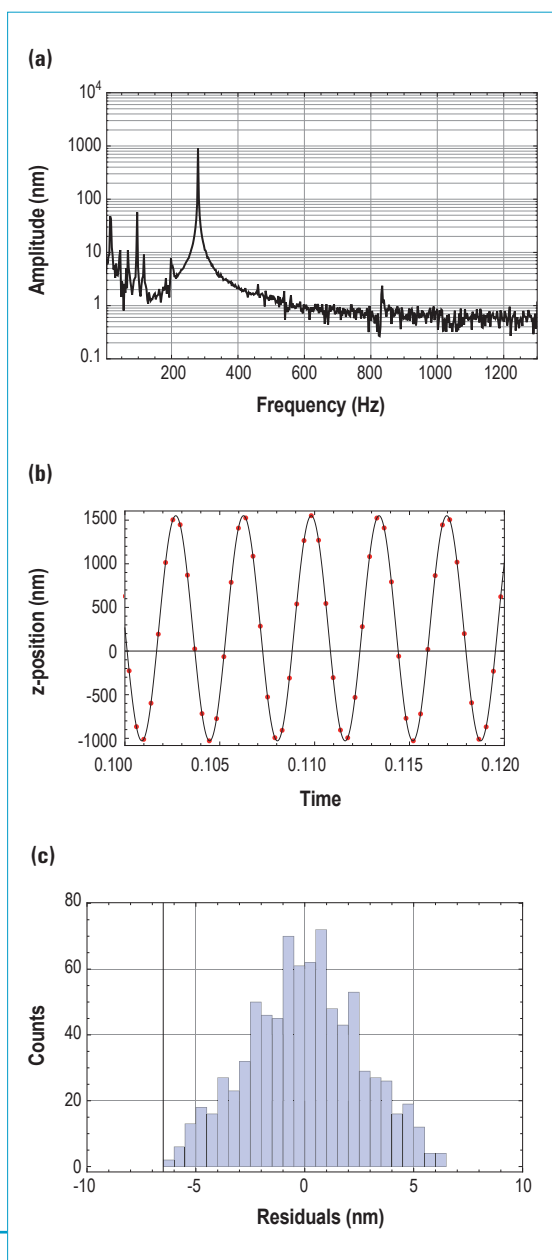 (a)
10⁴
1000
100
10
1
0.1
Amplitude (nm)
200 400 600 800 1000 1200
Frequency (Hz)
(b)
1500
1000
500
0
-500
-1000
z-position (nm)
0.100 0.105 0.110 0.115 0.120
Time
(c)
80
60
40
20
0
Counts
-10 -5 0 5 10
Residuals (nm)